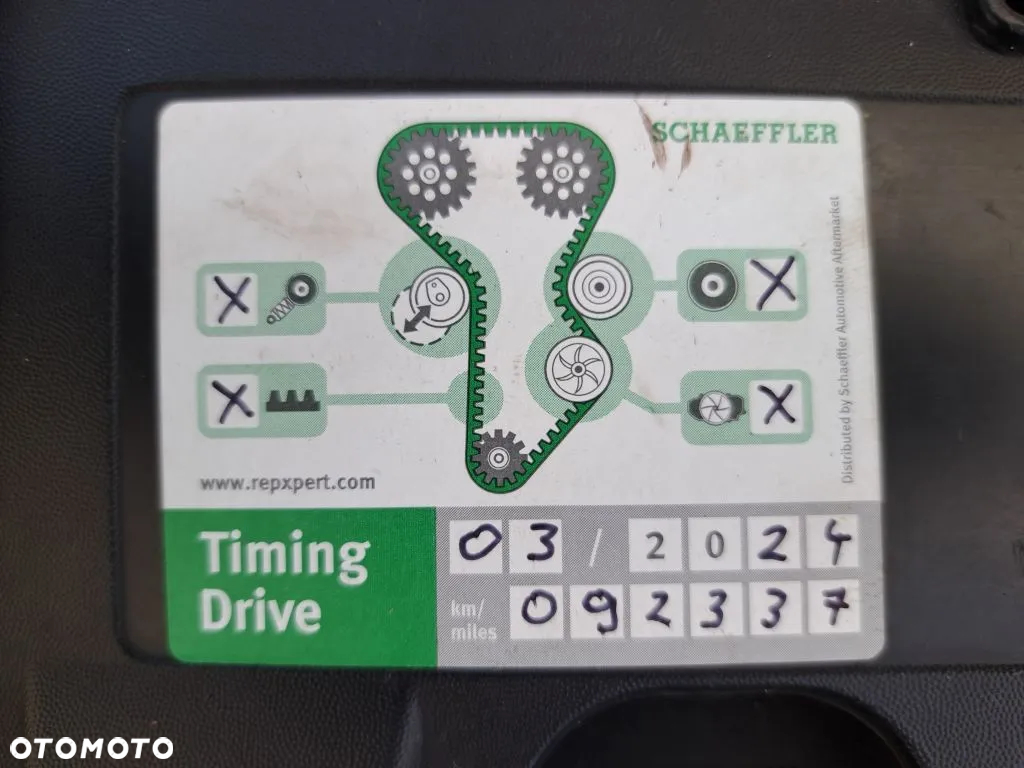 SCHAEFFLER
X
X
X
X
www.repxpert.com
Distributed by Schaeffler Automotive Aftermarket
Timing
Drive
03 / 2024
km/
miles
092337
OTOMOTO